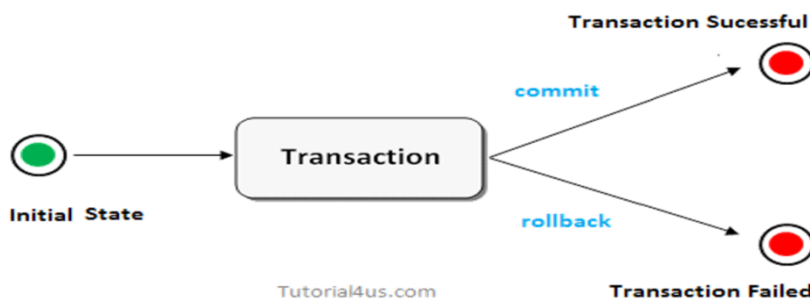 Transaction Sucessful
commit
Transaction
Initial State
rollback
Tutorial4us.com
Transaction Failed